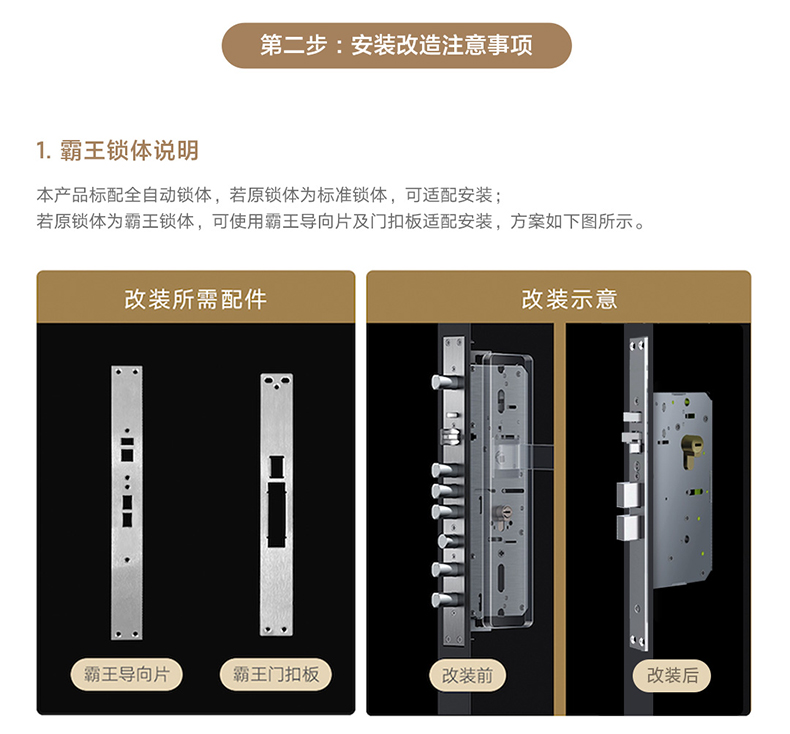 第二步：安装改造注意事项
1. 霸王锁体说明
本产品标配全自动锁体，若原锁体为标准锁体，可适配安装；
若原锁体为霸王锁体，可使用霸王导向片及门扣板适配安装，方案如下图所示。
改装所需配件
改装示意
霸王导向片
霸王门扣板
改装前
改装后